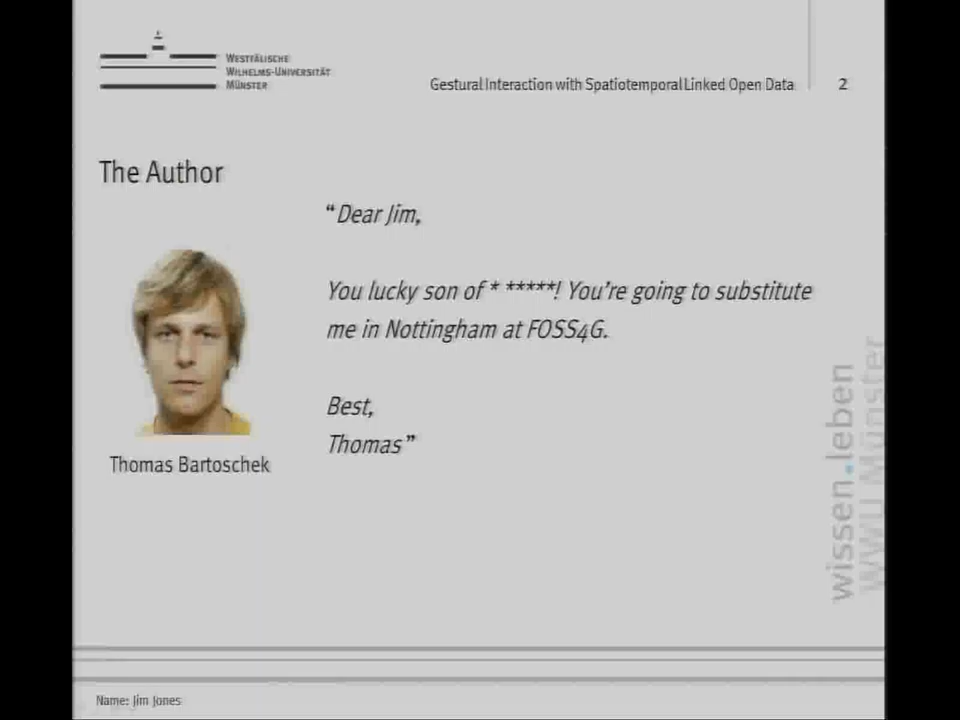 WESTFÄLISCHE
WILHELMS-UNIVERSITÄT
MÜNSTER
Gestural Interaction with Spatiotemporal Linked Open Data
2
The Author
“Dear Jim,
You lucky son of * *****! You're going to substitute
me in Nottingham at FOSS4G.
Best,
Thomas”
Thomas Bartoschek
wissen.leben
WWU Münster
Name: Jim Jones